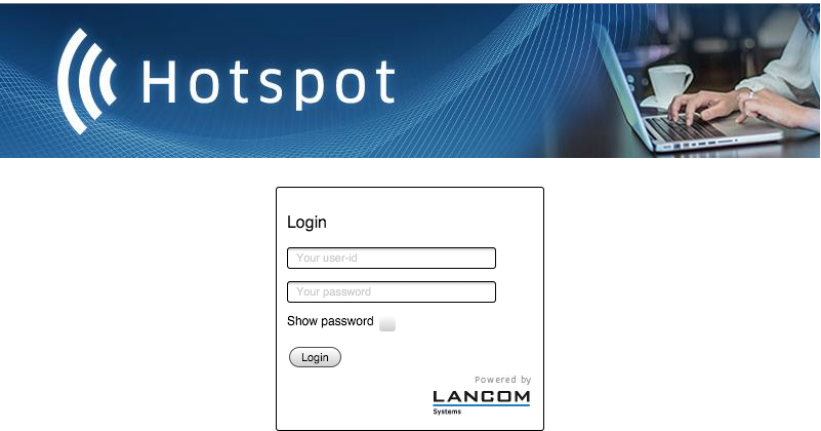 Hotspot
Login
Your user-id
Your password
Show password
Login
Powered by
LANCOM
Systems